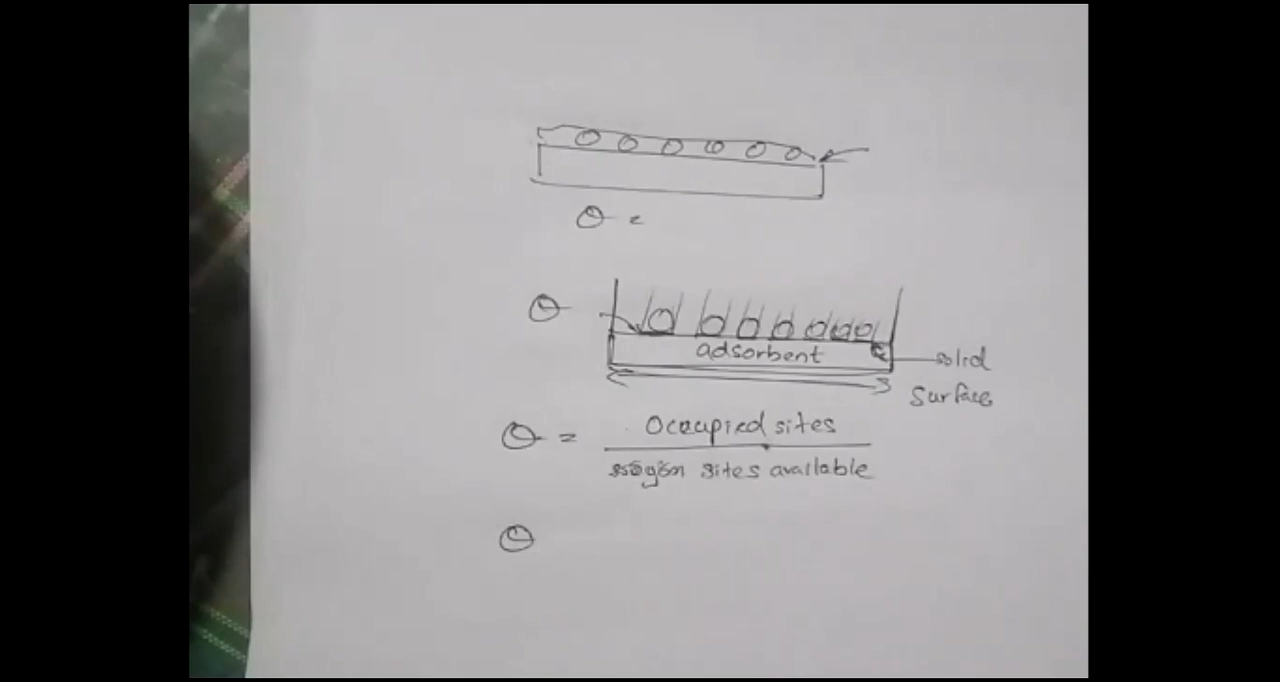 θ =
θ
adsorbent
solid
surface
θ = Occupied sites
sites available
θ